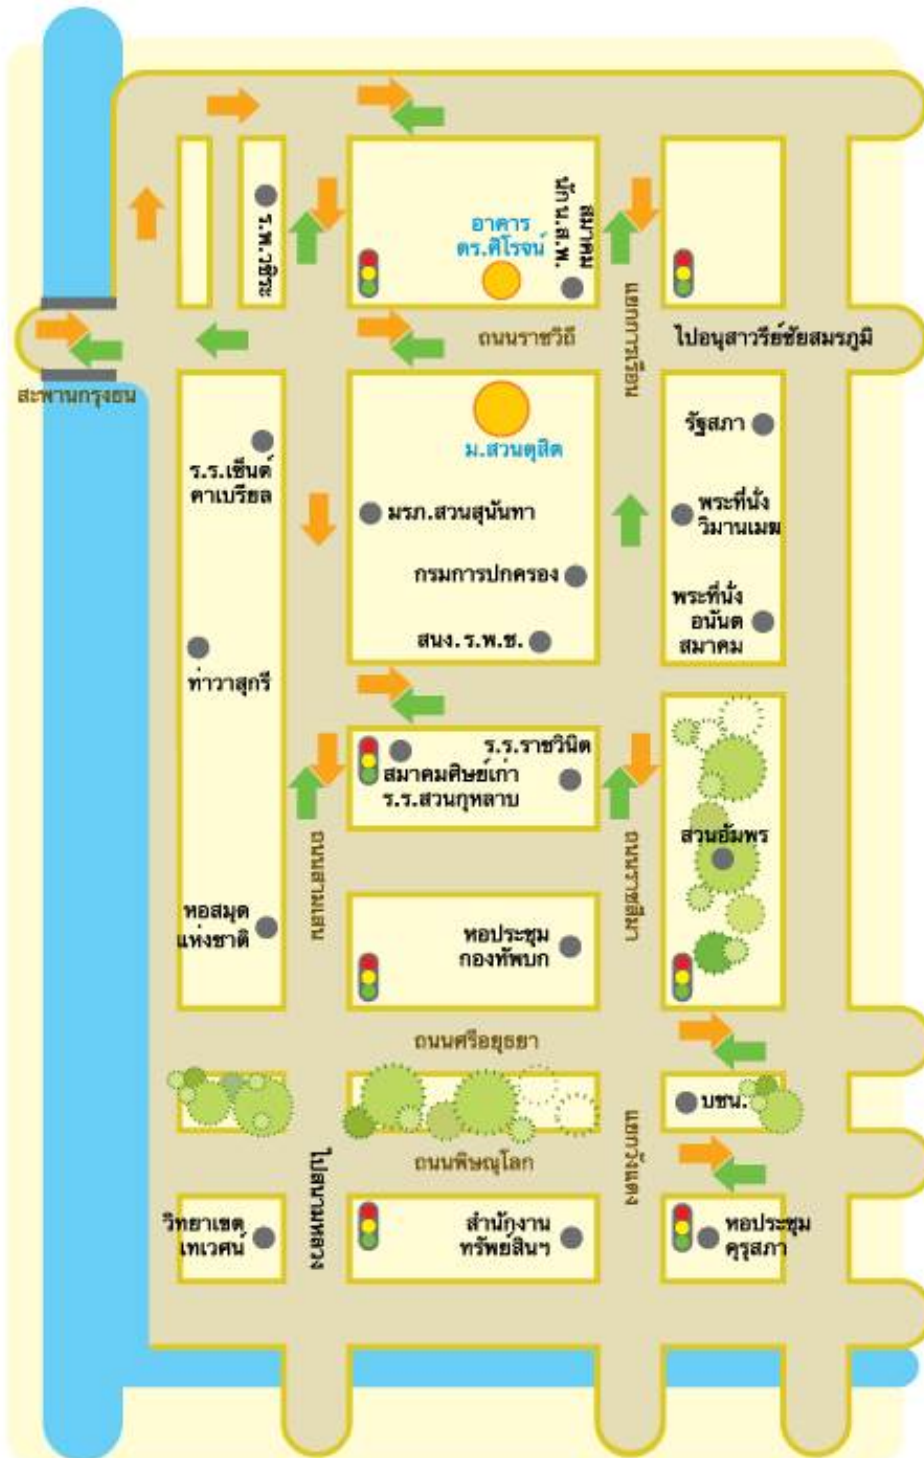 ร.พ.วชิระ
อาคาร
ดร.ศิโรจน์
สมาคม
นัก น.ส.พ.
แยกการเรือน
ถนนราชวิถี
ไปอนุสาวรีย์ชัยสมรภูมิ
สะพานกรุงธน
ร.ร.เซ็นต์
คาเบรียล
ม.สวนดุสิต
รัฐสภา
มรภ.สวนสุนันทา
พระที่นั่ง
วิมานเมฆ
กรมการปกครอง
พระที่นั่ง
อนันต
สมาคม
สนง.ร.พ.ช.
ท่าวาสุกรี
ร.ร.ราชวินิต
สมาคมศิษย์เก่า
ร.ร.สวนกุหลาบ
ถนนสามเสน
ถนนราชสีมา
สวนอัมพร
หอสมุด
แห่งชาติ
หอประชุม
กองทัพบก
ถนนศรีอยุธยา
บชน.
แยกวังแดง
ถนนพิษณุโลก
ไปสนามหลวง
วิทยาเขต
เทเวศน์
สำนักงาน
ทรัพย์สินฯ
หอประชุม
คุรุสภา